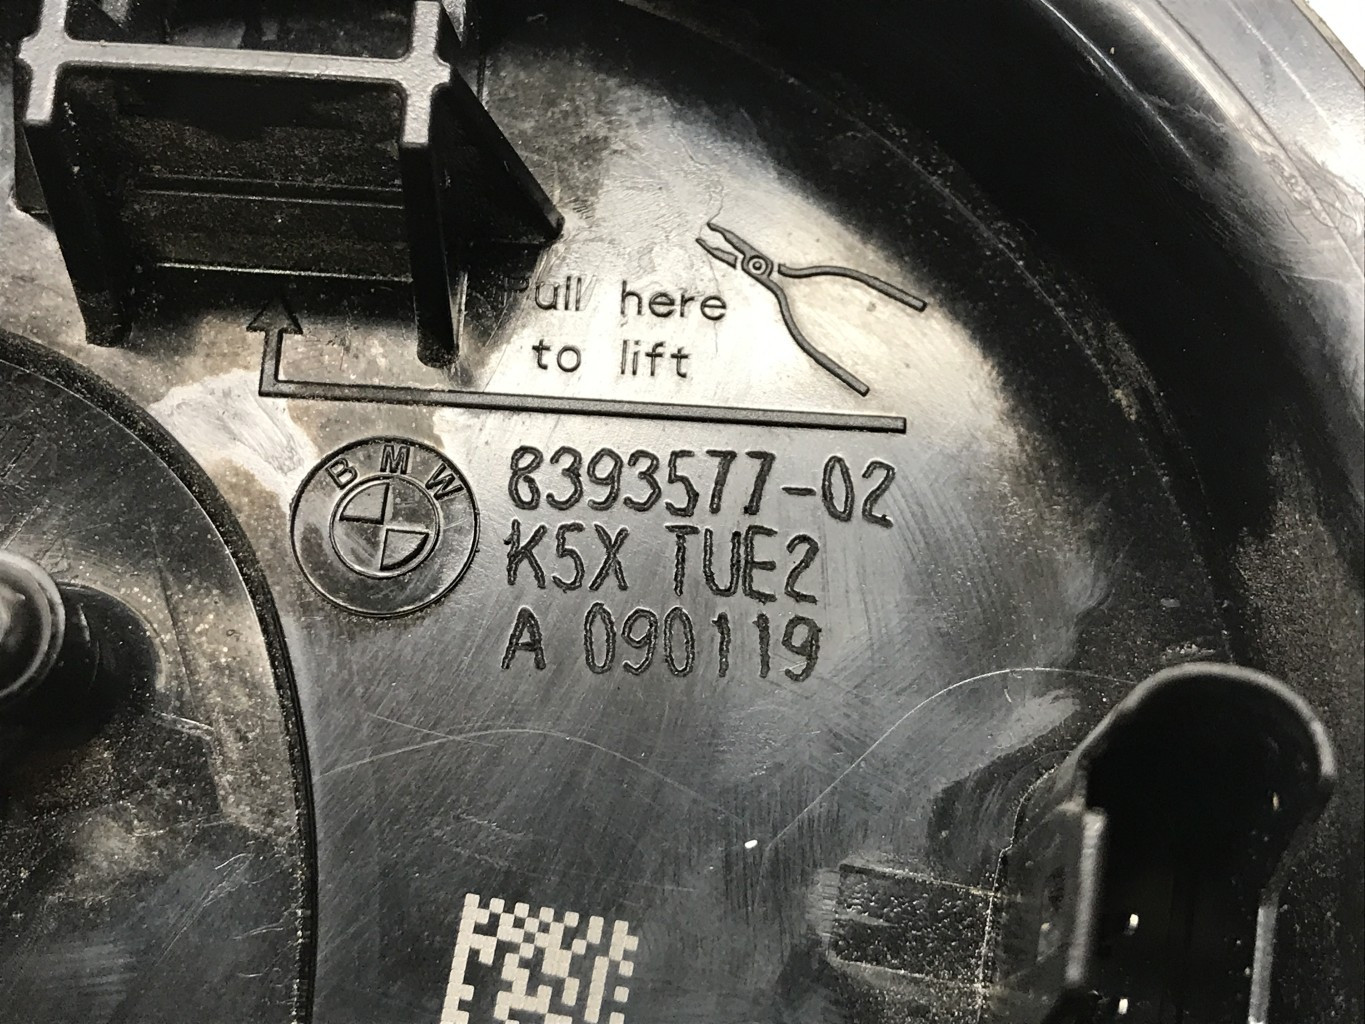 Pull here
to lift
BMW
8393577-02
K5X TUE2
A 090119